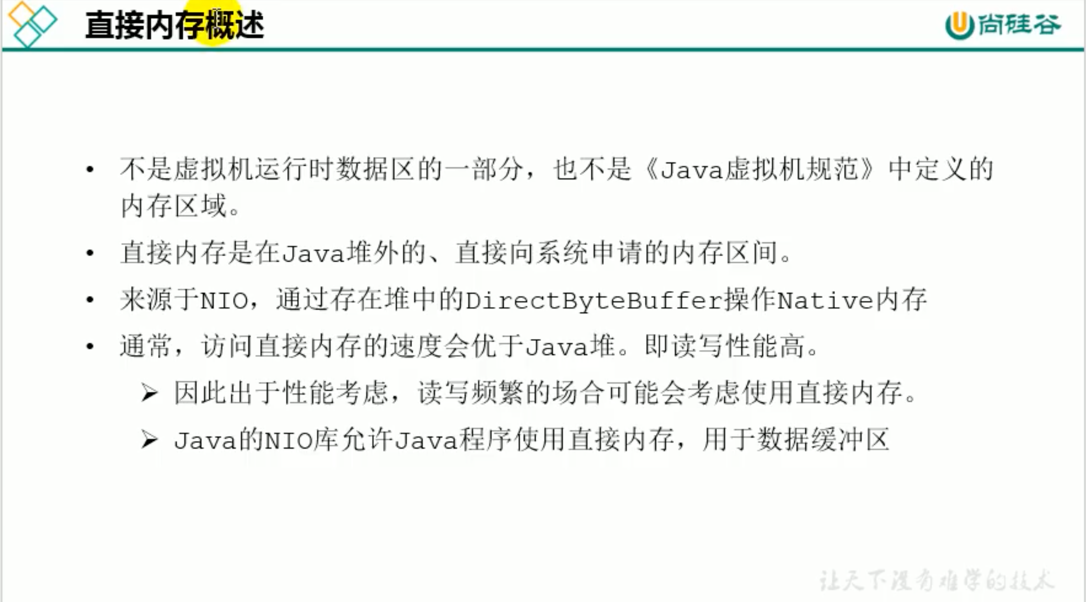 直接内存概述
尚硅谷
• 不是虚拟机运行时数据区的一部分，也不是《Java虚拟机规范》中定义的
内存区域。
• 直接内存是在Java堆外的、直接向系统申请的内存区间。
• 来源于NIO，通过存在堆中的DirectByteBuffer操作Native内存
• 通常，访问直接内存的速度会优于Java堆。即读写性能高。
➢ 因此出于性能考虑，读写频繁的场合可能会考虑使用直接内存。
➢ Java的NIO库允许Java程序使用直接内存，用于数据缓冲区
让天下没有难学的技术